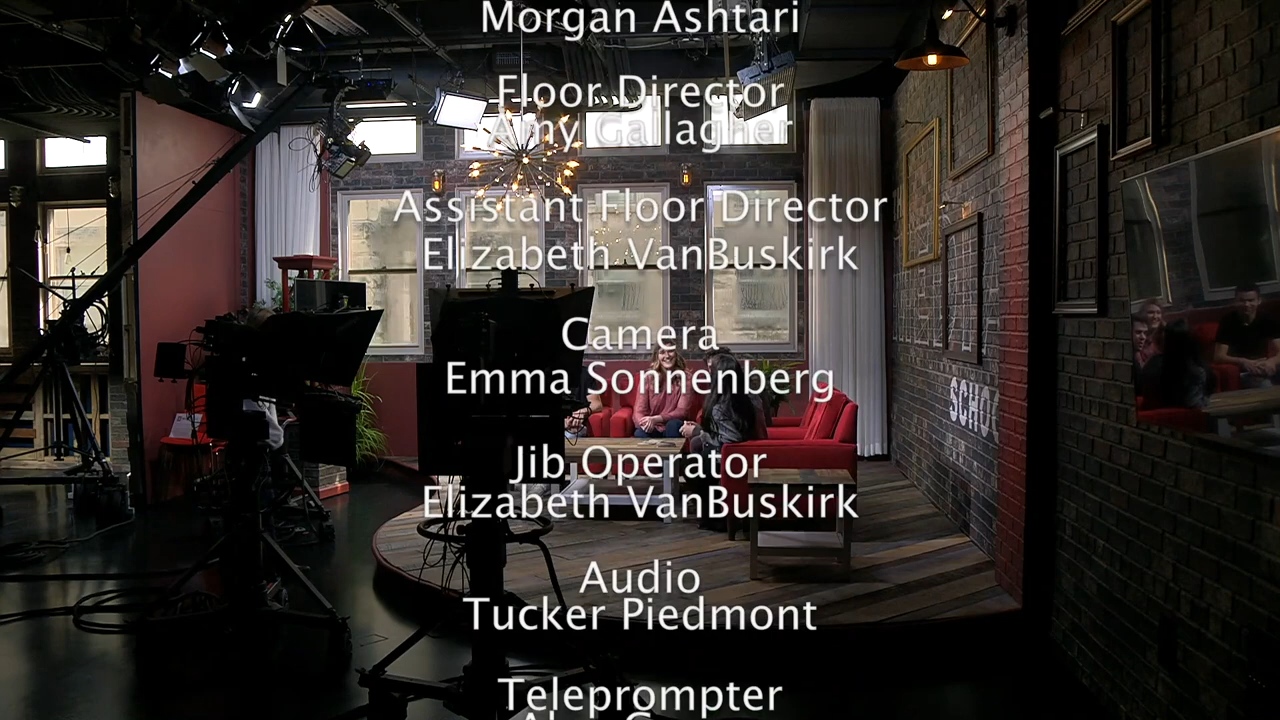 Morgan Ashtari
Floor Director
Amy Gallagher
Assistant Floor Director
Elizabeth VanBuskirk
Camera
Emma Sonnenberg
Jib Operator
Elizabeth VanBuskirk
Audio
Tucker Piedmont
Teleprompter